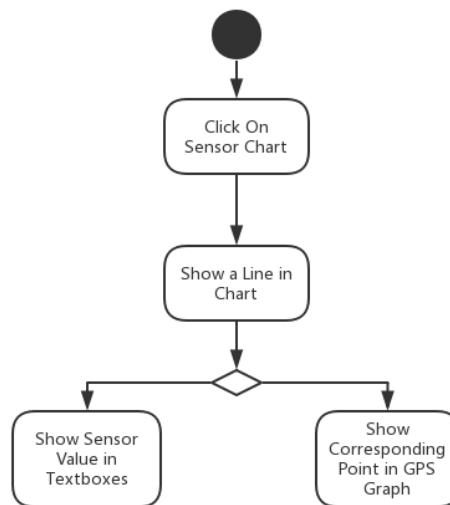 Click On
Sensor Chart
Show a Line in
Chart
Show Sensor
Value in
Textboxes
Show
Corresponding
Point in GPS
Graph